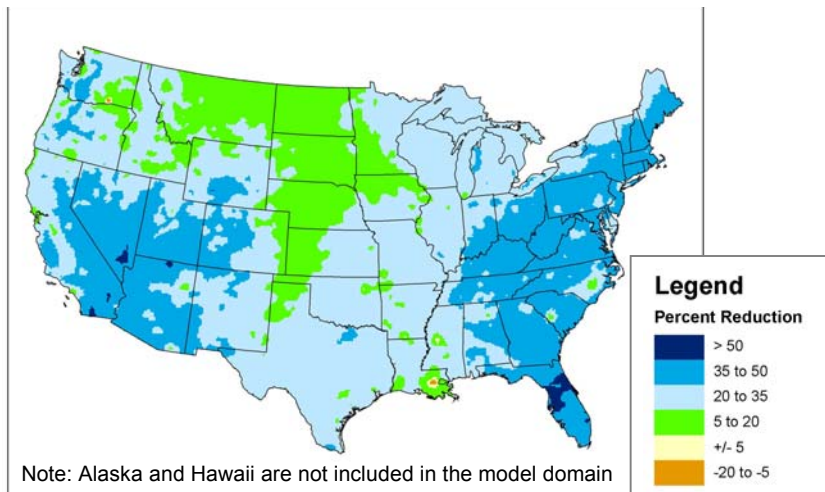 Legend
Percent Reduction
> 50
35 to 50
20 to 35
5 to 20
+/- 5
-20 to -5
Note: Alaska and Hawaii are not included in the model domain